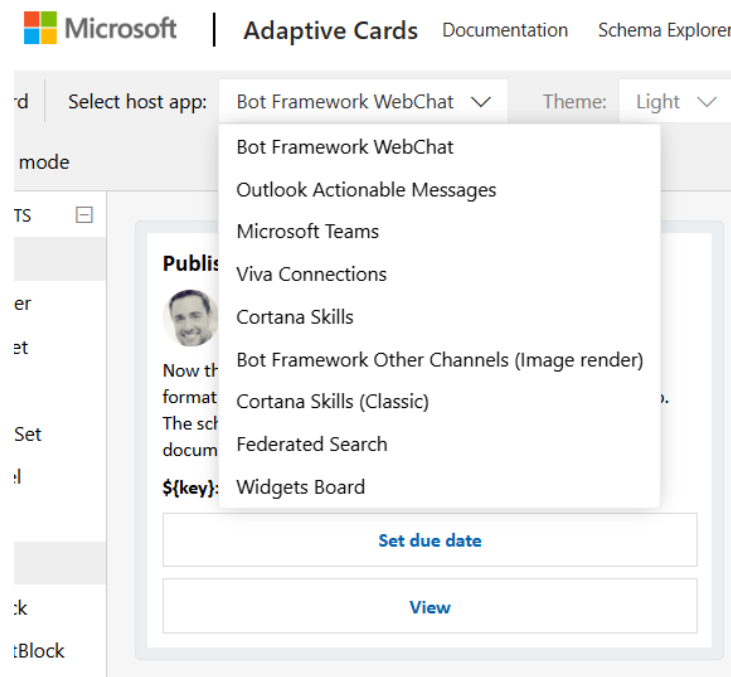 Microsoft Adaptive Cards Documentation Schema Explorer
rd Select host app: Bot Framework WebChat Theme: Light
mode
Bot Framework WebChat
Outlook Actionable Messages
TS
Microsoft Teams
Publis
Viva Connections
er
Cortana Skills
et
Bot Framework Other Channels (Image render)
Now th
format
Cortana Skills (Classic)
The sch
Set
Federated Search
docum
el
Widgets Board
${key}:
Set due date
View
ck
tBlock